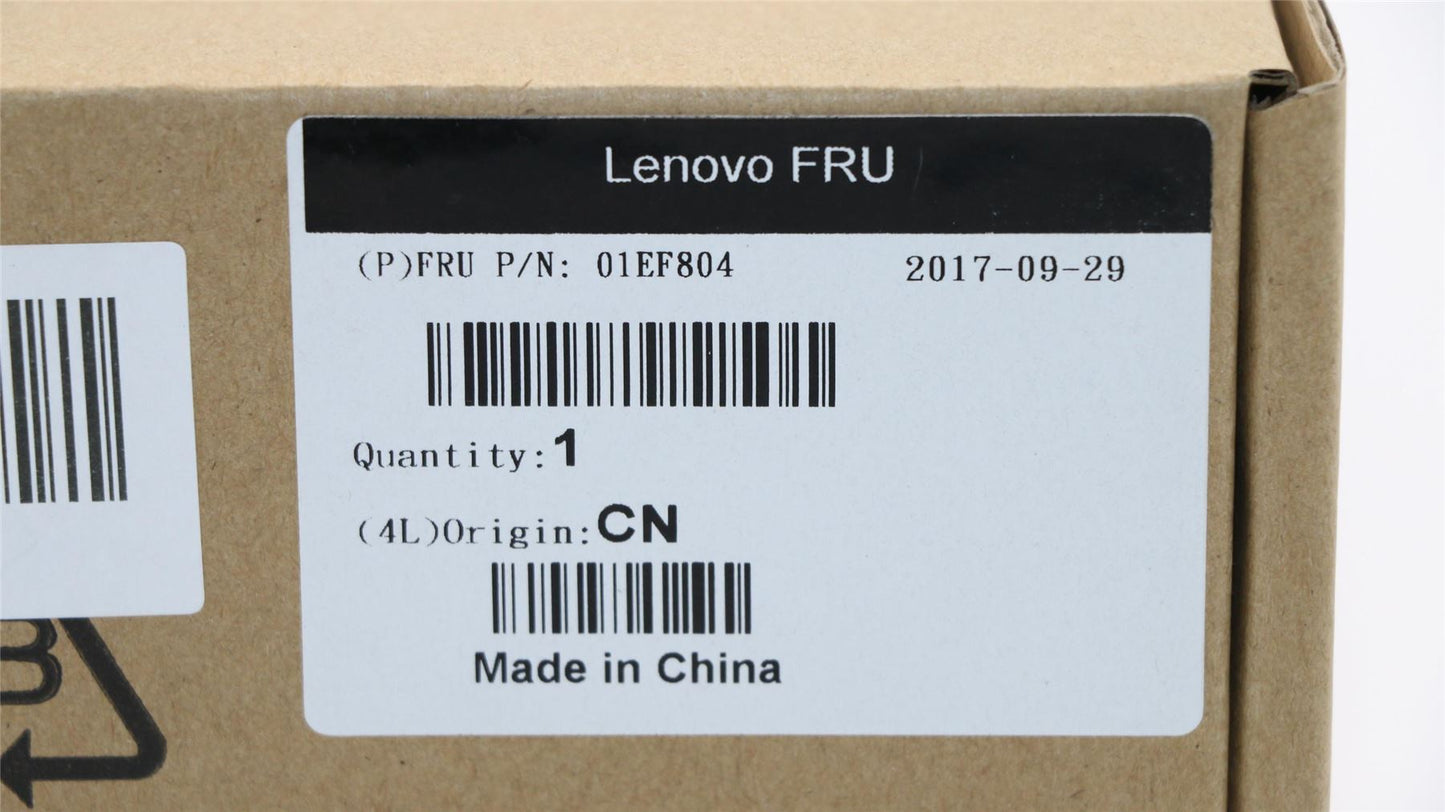 Lenovo FRU
(P)FRU P/N: 01EF804 2017-09-29
Quantity:1
(4L)Origin:CN
Made in China